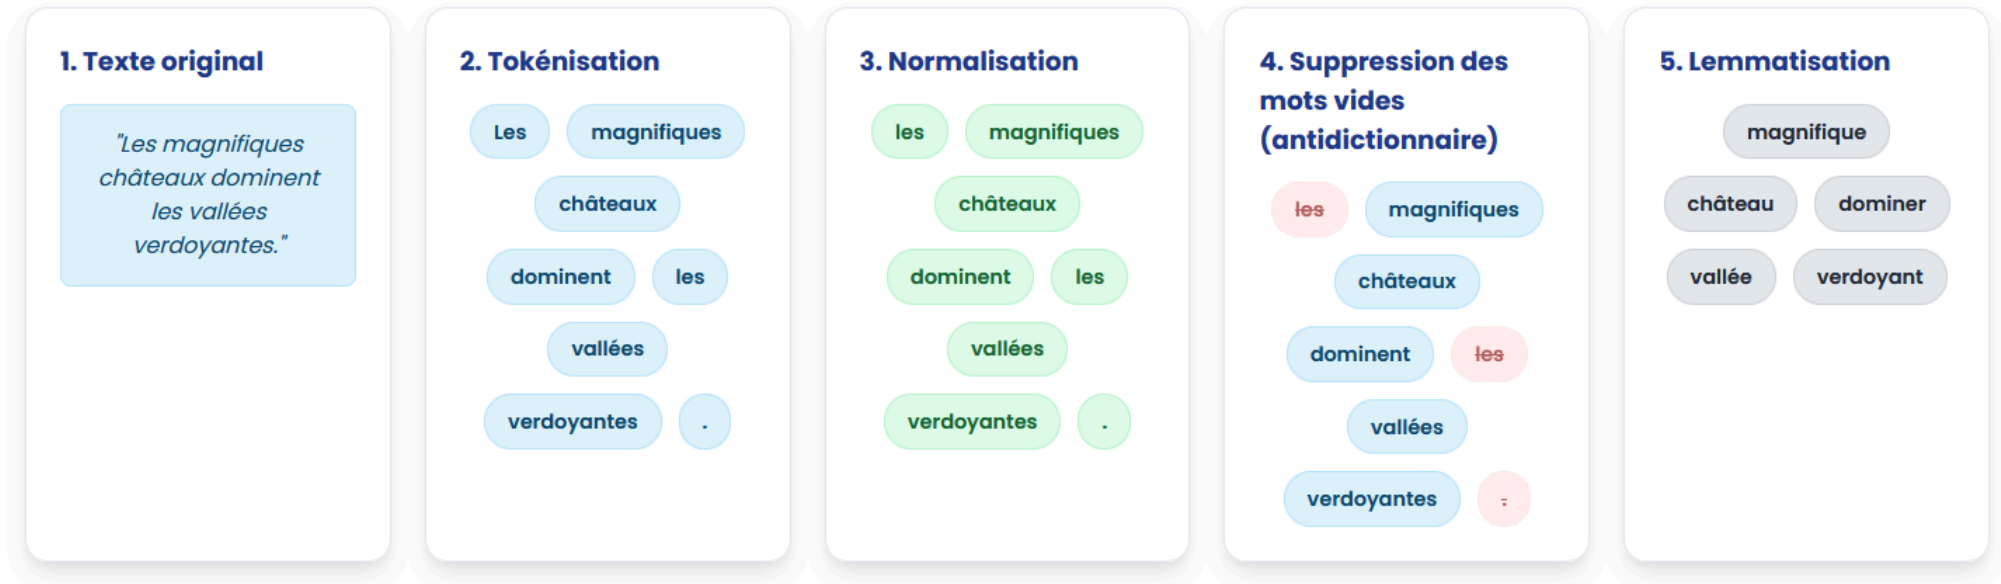 1. Texte original
"Les magnifiques
châteaux dominent
les vallées
verdoyantes."
2. Tokénisation
Les magnifiques
châteaux
dominent les
vallées
verdoyantes .
3. Normalisation
les magnifiques
châteaux
dominent les
vallées
verdoyantes .
4. Suppression des
mots vides
(antidictionnaire)
les magnifiques
châteaux
dominent les
vallées
verdoyantes .
5. Lemmatisation
magnifique
château dominer
vallée verdoyant